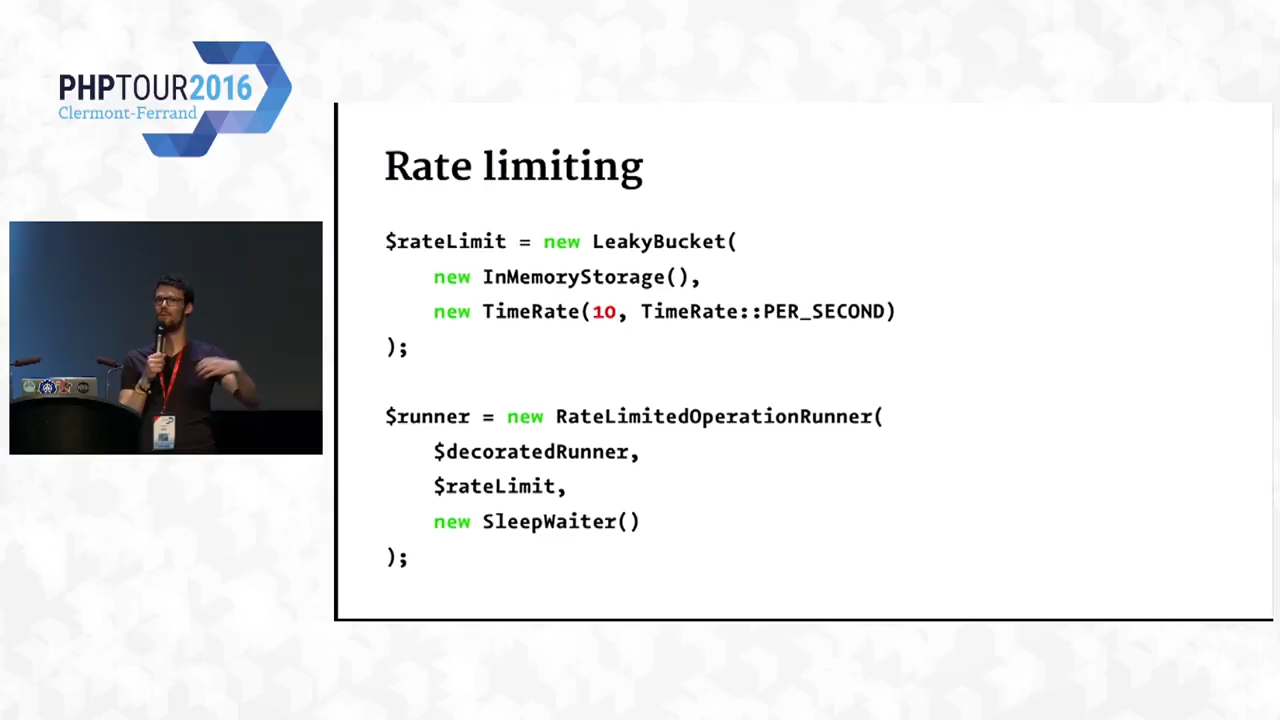 PHPTOUR2016
Clermont-Ferrand
Rate limiting
$rateLimit = new LeakyBucket(
    new InMemoryStorage(),
    new TimeRate(10, TimeRate::PER_SECOND)
);
$runner = new RateLimitedOperationRunner(
    $decoratedRunner,
    $rateLimit,
    new SleepWaiter()
);